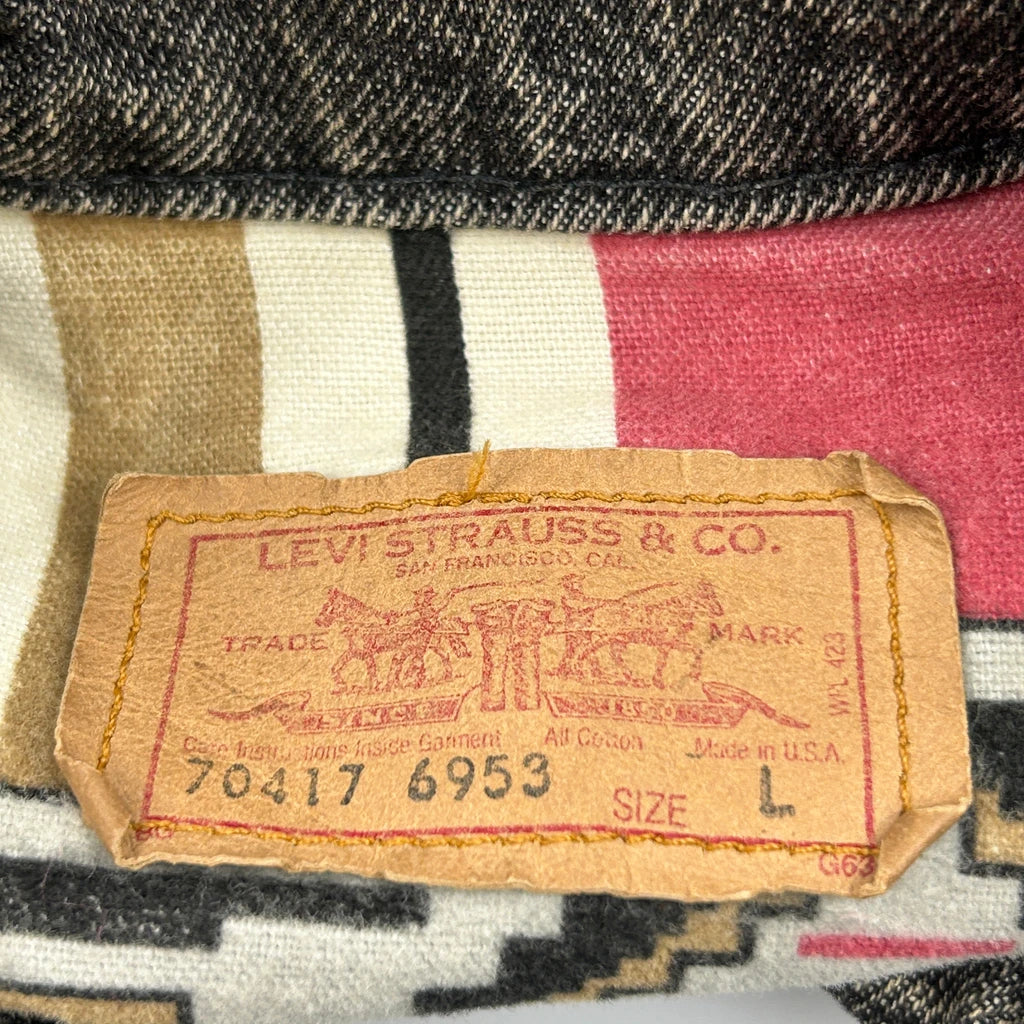 LEVI STRAUSS & CO.
SAN FRANCISCO, CAL.
TRADE MARK
WPL 423
Care Instructions Inside Garment All Cotton Made in U.S.A.
70417 6953 SIZE L
G63